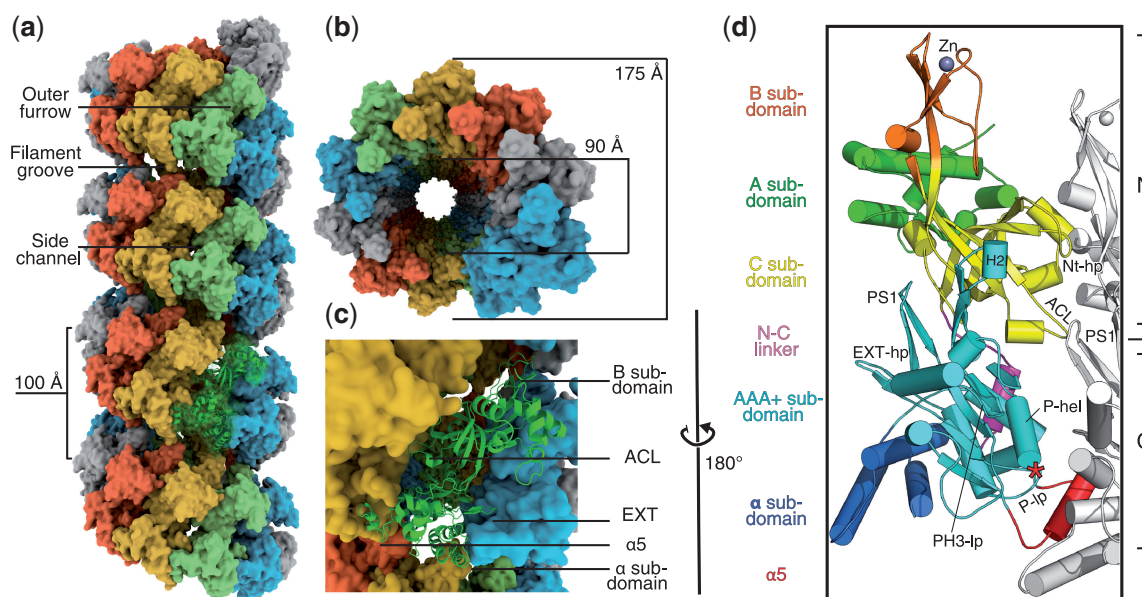 (a)
Outer
furrow
Filament
groove
Side
channel
100 Å
(b)
175 Å
90 Å
(c)
B sub-
domain
ACL
EXT
α5
α sub-
domain
180°
(d)
B sub-
domain
A sub-
domain
C sub-
domain
N-C
linker
AAA+ sub-
domain
α sub-
domain
α5
Zn
H2
Nt-hp
ACL
PS1
PS1
EXT-hp
P-hel
*
P-lp
PH3-lp